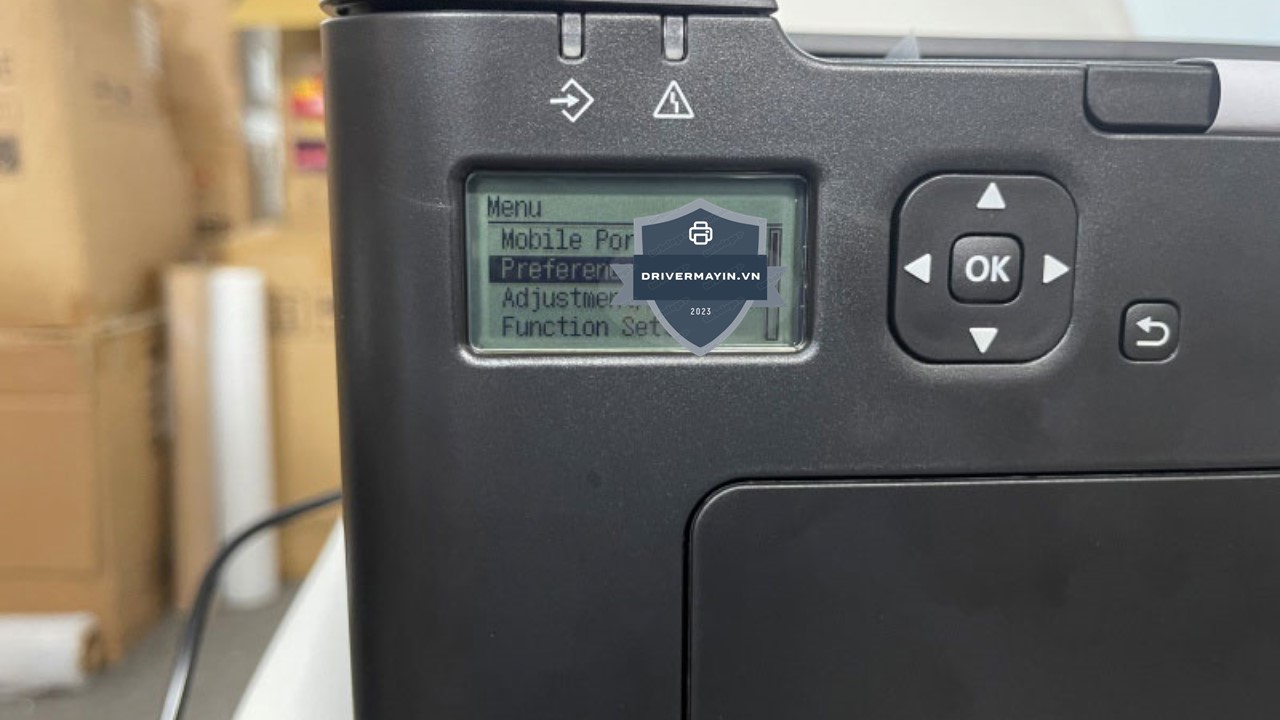 Menu
Mobile Por
Preferen
Adjustmen
Function Set
DRIVERMAYIN.VN
2023
OK